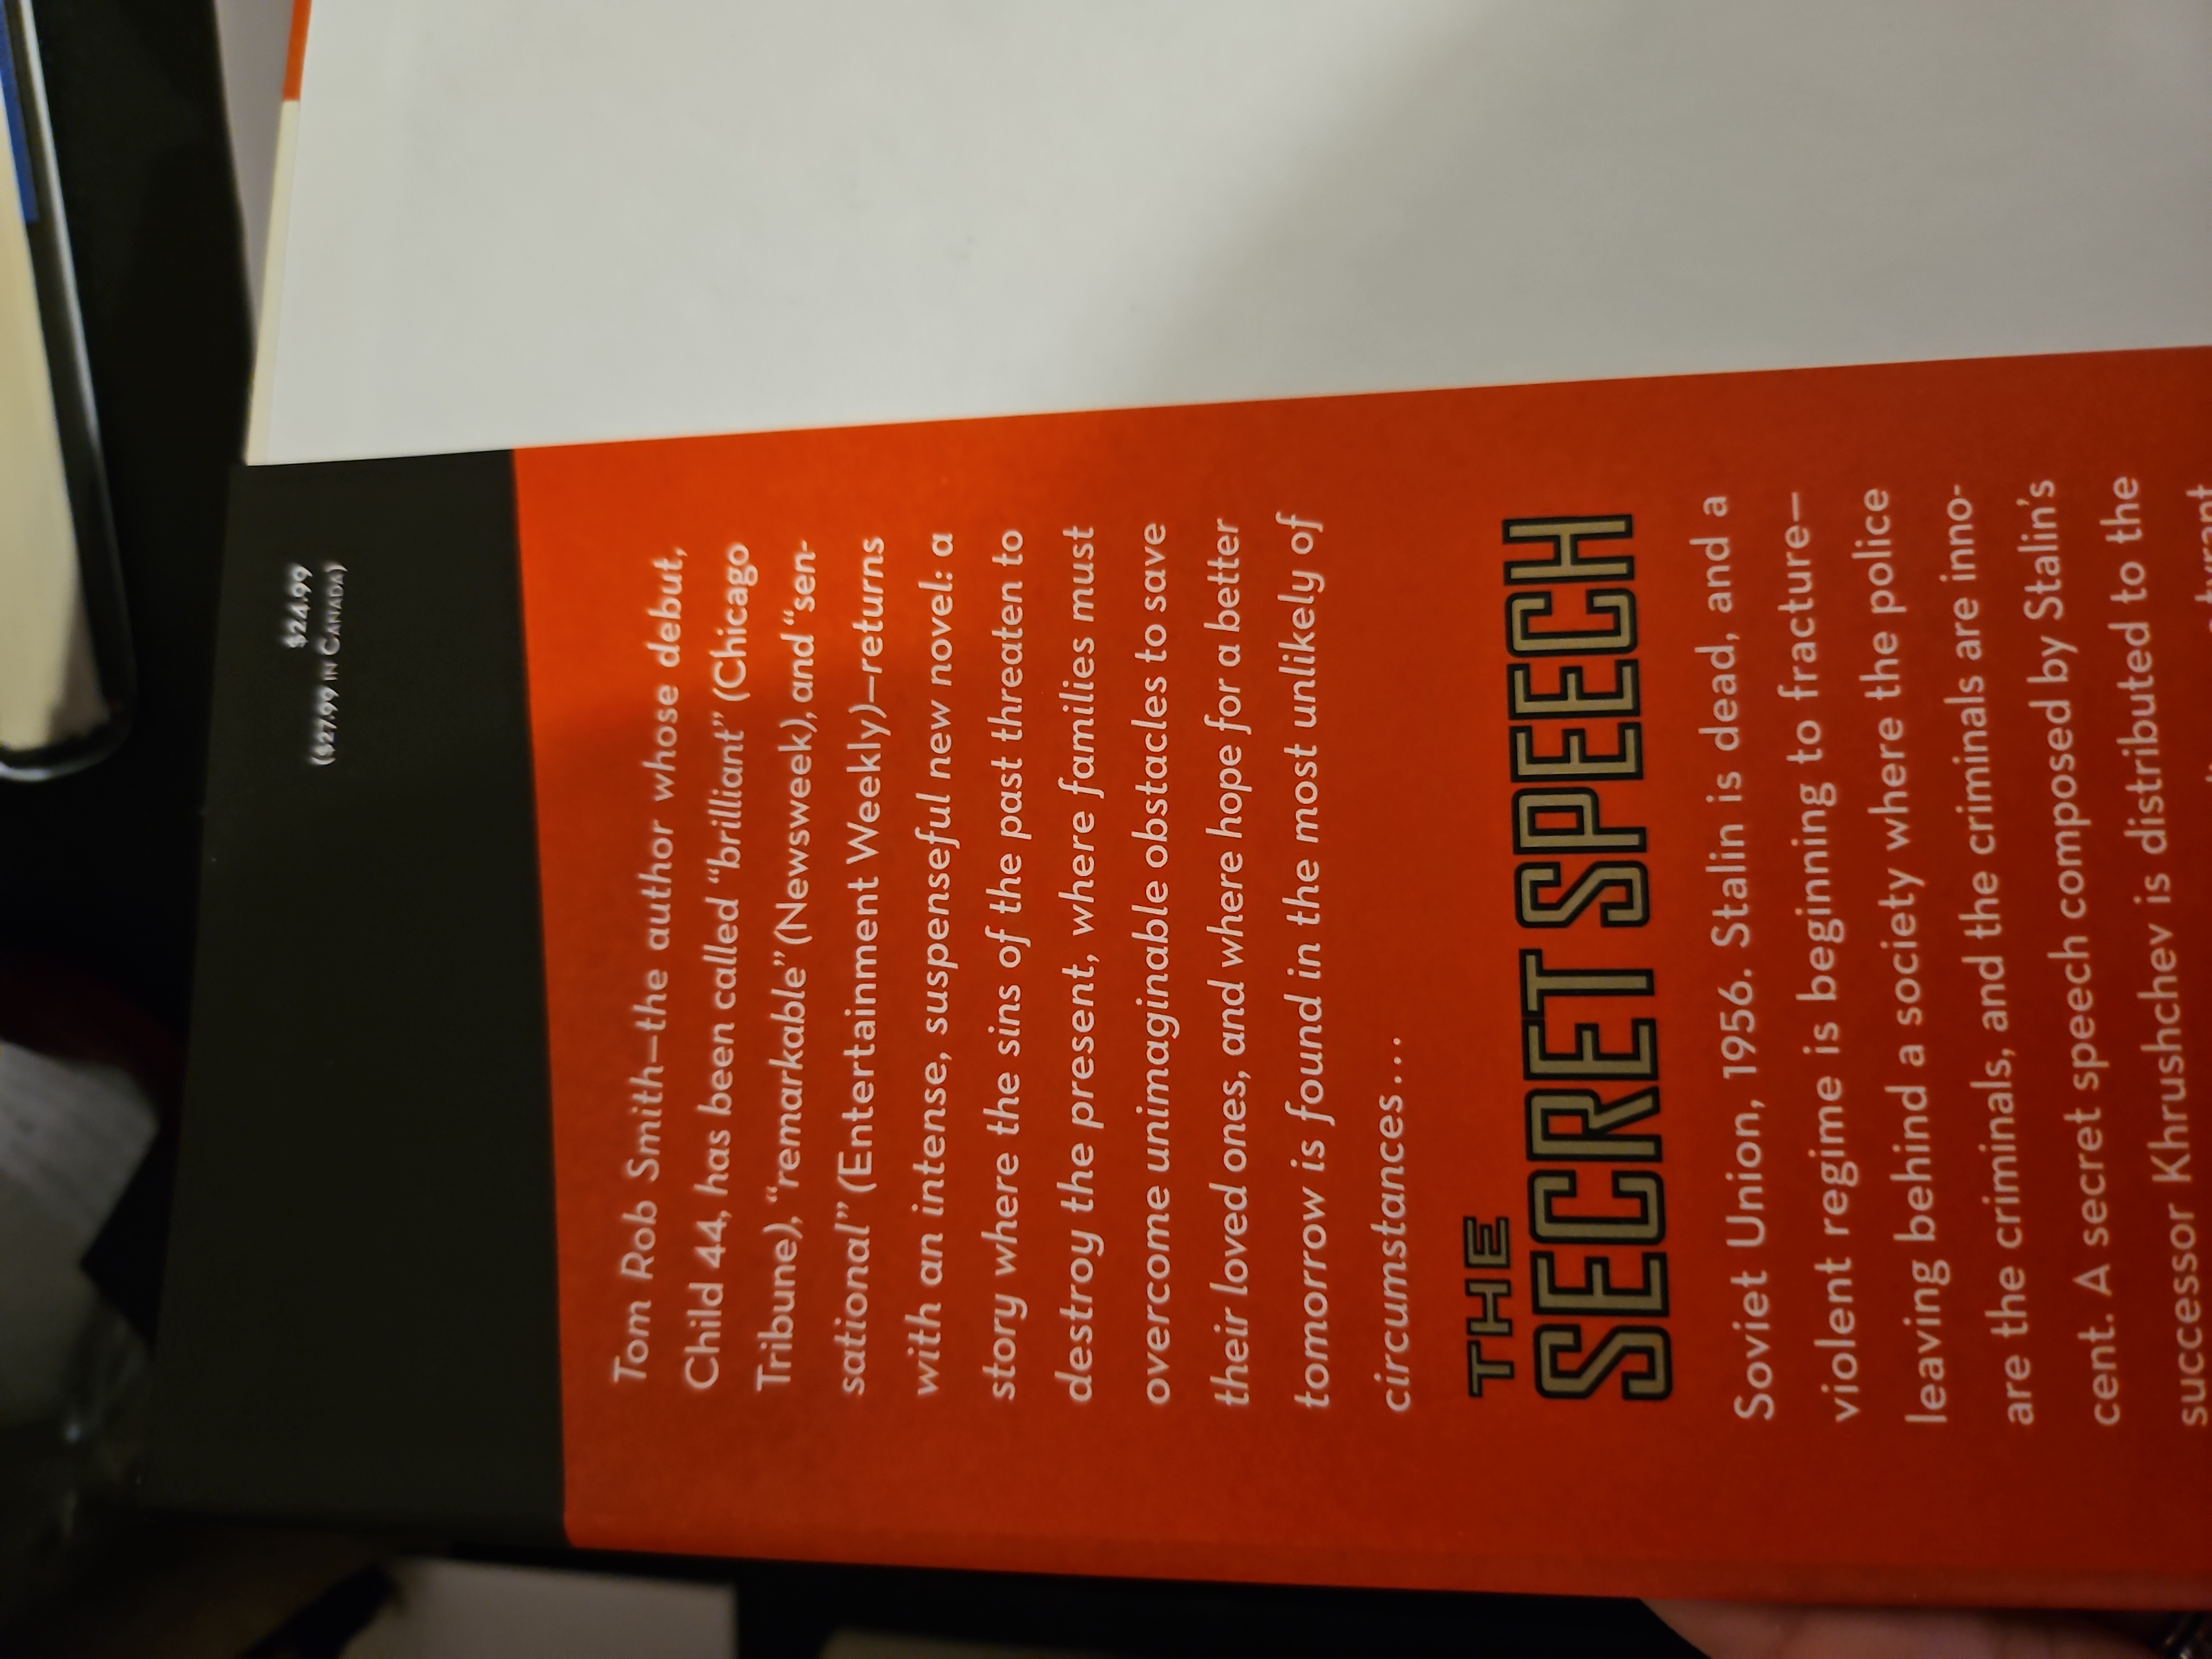 $24.99
($27.99 IN CANADA)
Tom Rob Smith—the author whose debut,
Child 44, has been called “brilliant” (Chicago
Tribune), “remarkable” (Newsweek), and “sen-
sational” (Entertainment Weekly)—returns
with an intense, suspenseful new novel: a
story where the sins of the past threaten to
destroy the present, where families must
overcome unimaginable obstacles to save
their loved ones, and where hope for a better
tomorrow is found in the most unlikely of
circumstances...
THE
SECRET SPEECH
Soviet Union, 1956. Stalin is dead, and a
violent regime is beginning to fracture—
leaving behind a society where the police
are the criminals, and the criminals are inno-
cent. A secret speech composed by Stalin’s
successor Khrushchev is distributed to the
tyrant